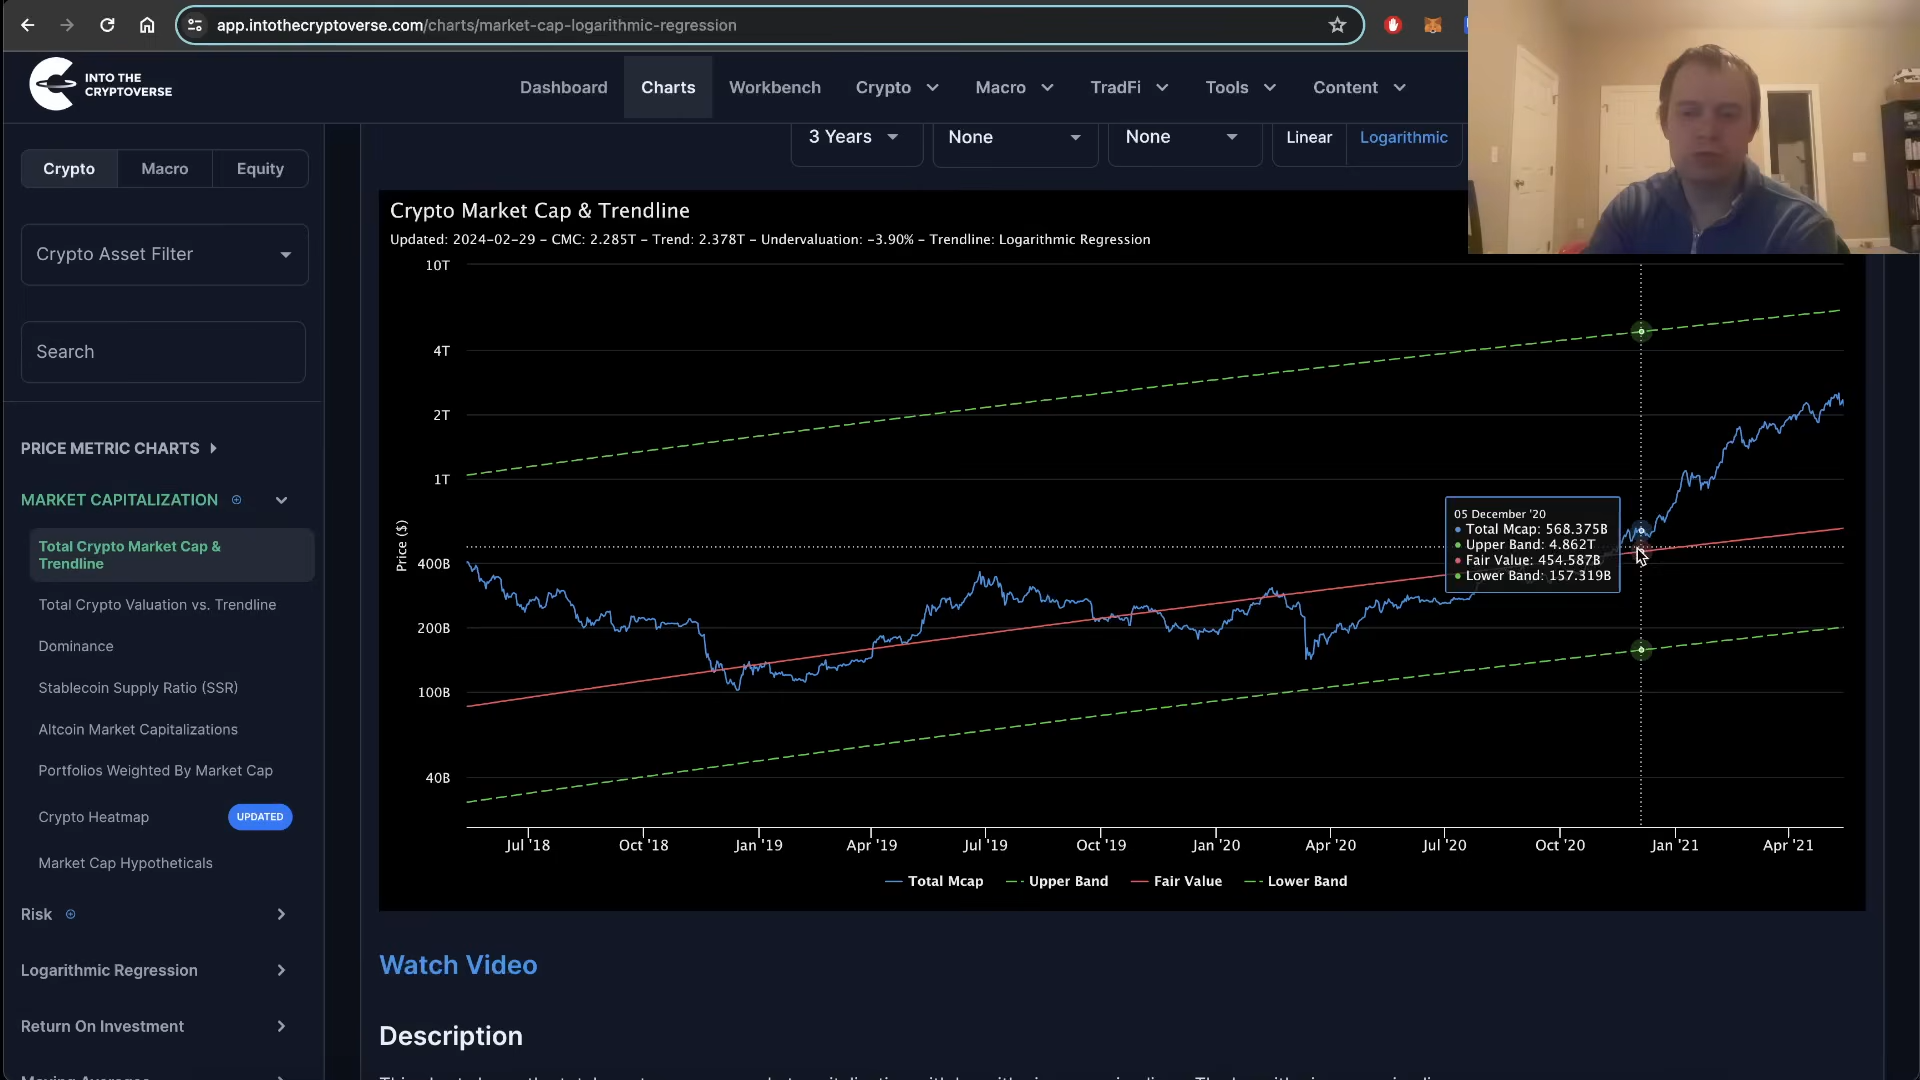 app.intothecryptoverse.com/charts/market-cap-logarithmic-regression
INTO THE
CRYPTOVERSE
Dashboard
Charts
Workbench
Crypto
Macro
TradFi
Tools
Content
Crypto
Macro
Equity
3 Years
None
None
Linear
Logarithmic
Crypto Asset Filter
Search
PRICE METRIC CHARTS
MARKET CAPITALIZATION
Total Crypto Market Cap &
Trendline
Total Crypto Valuation vs. Trendline
Dominance
Stablecoin Supply Ratio (SSR)
Altcoin Market Capitalizations
Portfolios Weighted By Market Cap
Crypto Heatmap
UPDATED
Market Cap Hypotheticals
Risk
Logarithmic Regression
Return On Investment
Moving Averages
Crypto Market Cap & Trendline
Updated: 2024-02-29 - CMC: 2.285T - Trend: 2.378T - Undervaluation: -3.90% - Trendline: Logarithmic Regression
10T
4T
2T
1T
400B
200B
100B
40B
Price ($)
05 December '20
Total Mcap: 568.375B
Upper Band: 4.862T
Fair Value: 454.587B
Lower Band: 157.319B
Jul '18
Oct '18
Jan '19
Apr '19
Jul '19
Oct '19
Jan '20
Apr '20
Jul '20
Oct '20
Jan '21
Apr '21
Total Mcap
Upper Band
Fair Value
Lower Band
Watch Video
Description